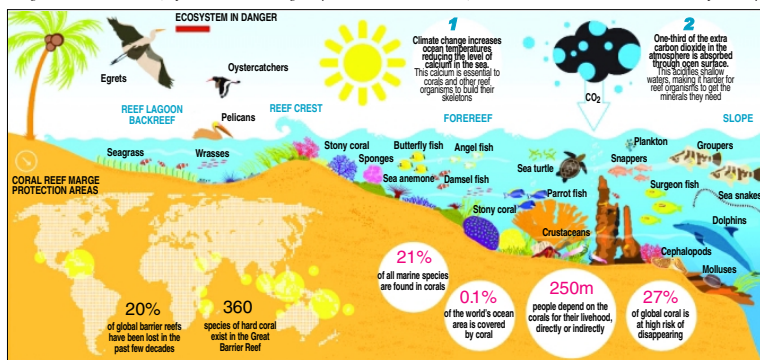 ECOSYSTEM IN DANGER
1
Climate change increases
ocean temperatures
reducing the level of
calcium in the sea.
This calcium is essential to
corals and other reef
organisms to build their
skeletons
2
One-third of the extra
carbon dioxide in the
atmosphere is absorbed
through ocen surface.
This acidifies shallow
waters, making it harder for
reef organisms to get the
minerals they need
CO2
Egrets
Oystercatchers
Pelicans
REEF LAGOON
BACKREEF
REEF CREST
FOREREEF
SLOPE
Seagrass
Wrasses
Stony coral
Sponges
Butterfly fish
Angel fish
Sea anemone
Damsel fish
Stony coral
Sea turtle
Parrot fish
Crustaceans
Plankton
Snappers
Groupers
Surgeon fish
Sea snakes
Dolphins
Cephalopods
Molluses
CORAL REEF MARGE
PROTECTION AREAS
20%
of global barrier reefs
have been lost in the
past few decades
360
species of hard coral
exist in the Great
Barrier Reef
21%
of all marine species
are found in corals
0.1%
of the world's ocean
area is covered
by coral
250m
people depend on the
corals for their livehood,
directly or indirectly
27%
of global coral is
at high risk of
disappearing